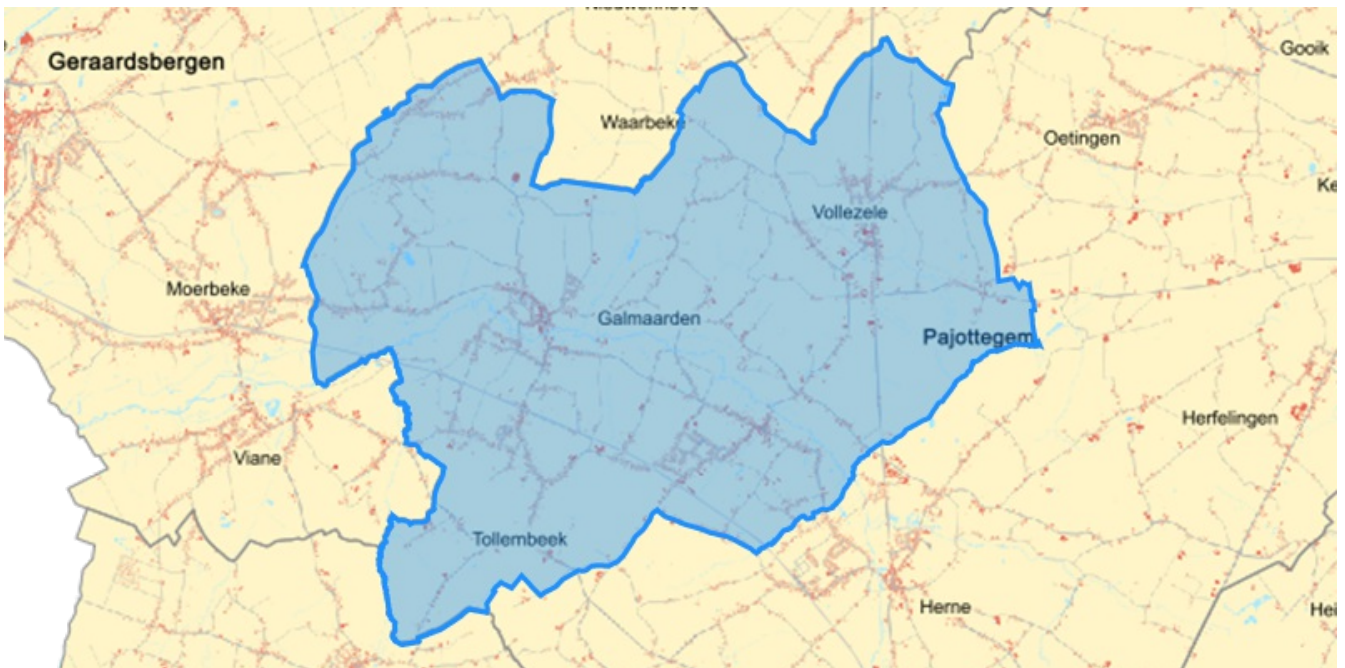 Geraardsbergen
Gooik
Waarbeke
Oetingen
Vollezele
Moerbeke
Galmaarden
Pajottegem
Herfelingen
Viane
Tollembeek
Herne